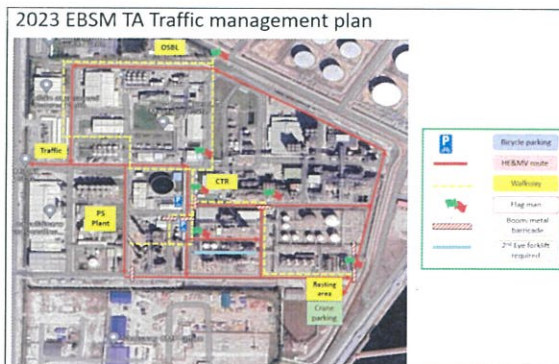 2023 EBSM TA Traffic management plan
OSBL
Traffic
CTR
PS
Plant
Resting
area
Crane
parking
P
P
P
Bicycle parking
HE&MV route
Walkway
Flag man
Boom, metal
barricade
2nd Eye forklift
required